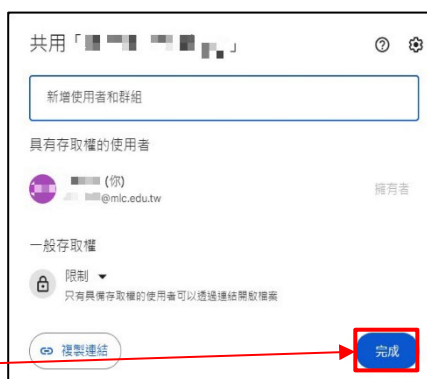 共用「 」
新增使用者和群組
具有存取權的使用者
(你)
@mlc.edu.tw
擁有者
一般存取權
限制
只有具備存取權的使用者可以透過連結開啟檔案
複製連結
完成